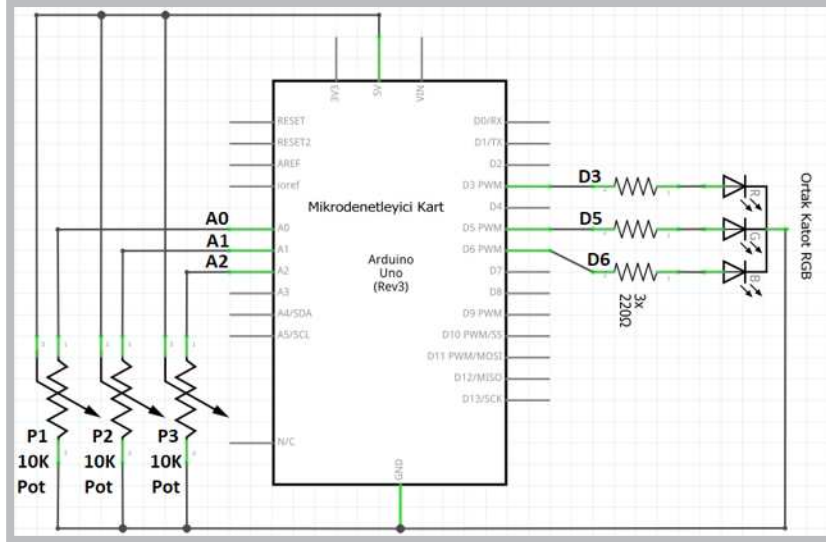 3V3
5V
VIN
RESET
RESET2
AREF
ioref
A0
A1
A2
A3
A4/SDA
A5/SCL
N/C
Mikrodenetleyici Kart
Arduino
Uno
(Rev3)
D0/RX
D1/TX
D2
D3 PWM
D4
D5 PWM
D6 PWM
D7
D8
D9 PWM
D10 PWM/SS
D11 PWM/MOSI
D12/MISO
D13/SCK
GND
A0
A1
A2
D3
D5
D6
3x
220Ω
R
G
B
Ortak Katot RGB
P1
10K
Pot
P2
10K
Pot
P3
10K
Pot